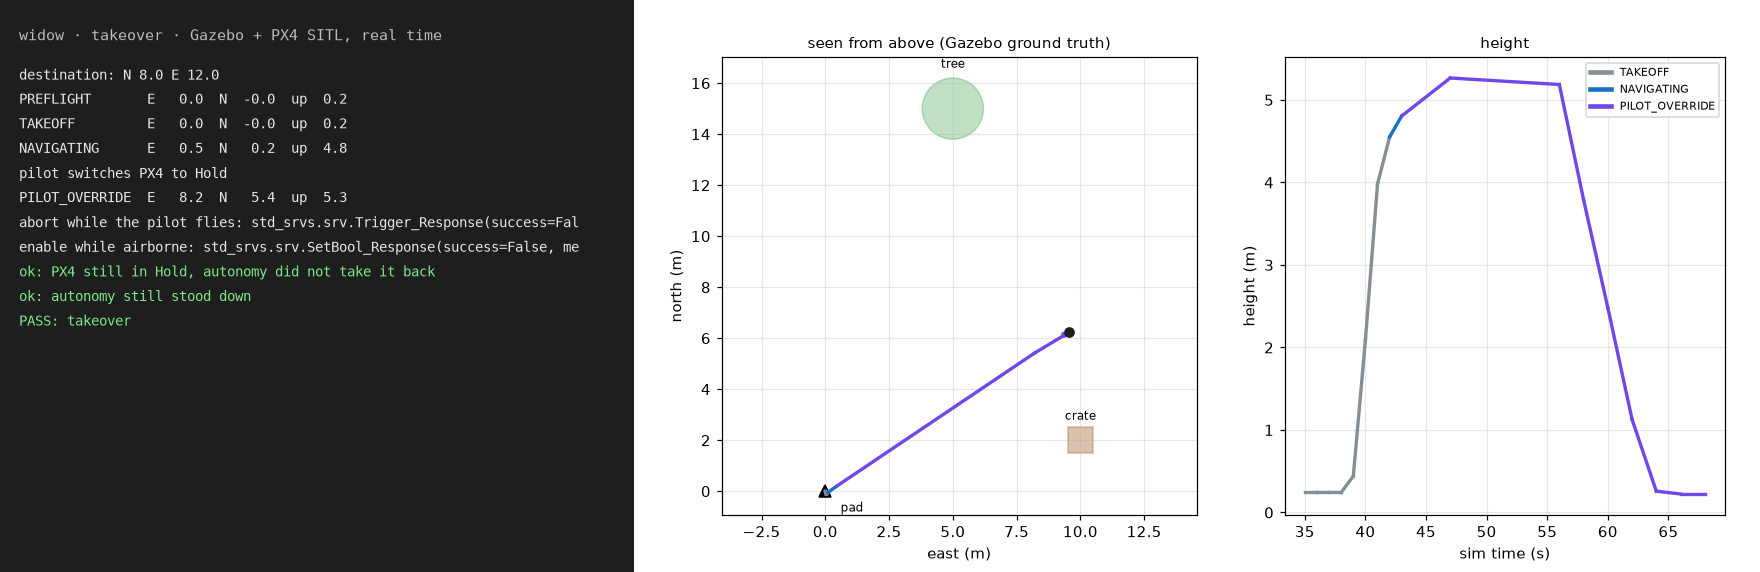 widow · takeover · Gazebo + PX4 SITL, real time
destination: N 8.0 E 12.0
PREFLIGHT E 0.0 N -0.0 up 0.2
TAKEOFF E 0.0 N -0.0 up 0.2
NAVIGATING E 0.5 N 0.2 up 4.8
pilot switches PX4 to Hold
PILOT_OVERRIDE E 8.2 N 5.4 up 5.3
abort while the pilot flies: std_srvs.srv.Trigger_Response(success=Fal
enable while airborne: std_srvs.srv.SetBool_Response(success=False, me
ok: PX4 still in Hold, autonomy did not take it back
ok: autonomy still stood down
PASS: takeover
seen from above (Gazebo ground truth)
tree
crate
pad
16
14
12
10
8
6
4
2
0
north (m)
−2.5 0.0 2.5 5.0 7.5 10.0 12.5
east (m)
height
TAKEOFF
NAVIGATING
PILOT_OVERRIDE
5
4
3
2
1
0
height (m)
35 40 45 50 55 60 65
sim time (s)